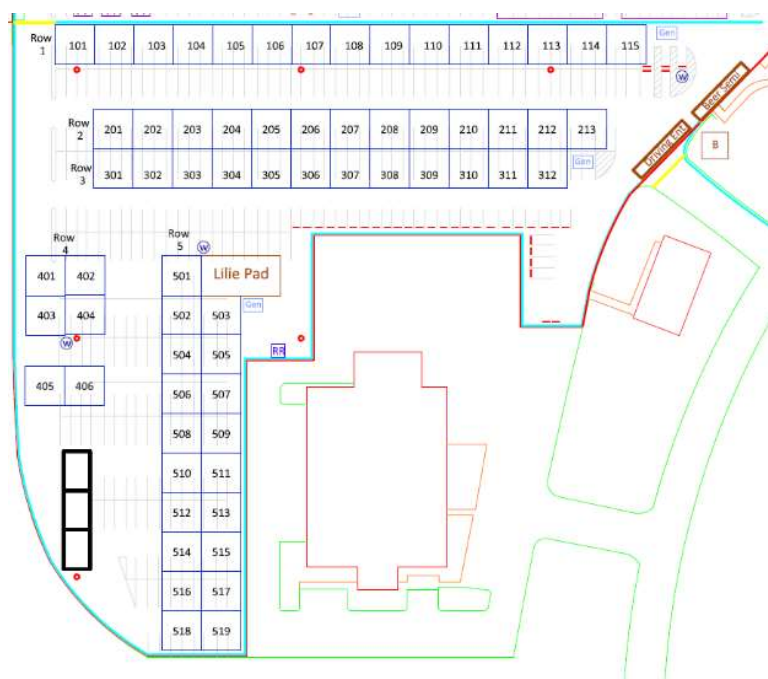 Row 1
101 102 103 104 105 106 107 108 109 110 111 112 113 114 115
Gen
W
Beer Semi
Driving Ent
B
Row 2
201 202 203 204 205 206 207 208 209 210 211 212 213
Row 3
301 302 303 304 305 306 307 308 309 310 311 312
Gen
Row 4
Row 5
W
401 402
501 Lilie Pad
403 404
502 503
Gen
W
504 505
RR
405 406
506 507
508 509
510 511
512 513
514 515
516 517
518 519